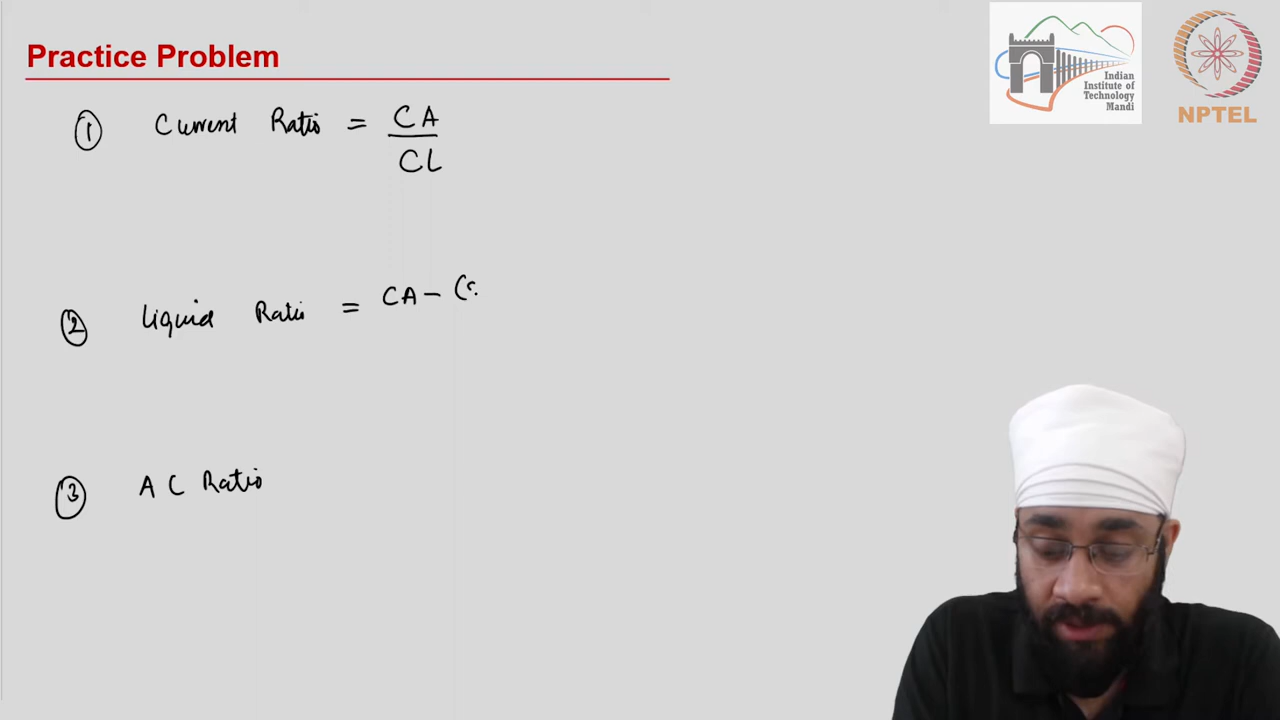 Practice Problem
① Current Ratio = CA
CL
② Liquid Ratio = CA - (S
③ AC Ratio
Indian
Institute of
Technology
Mandi
NPTEL